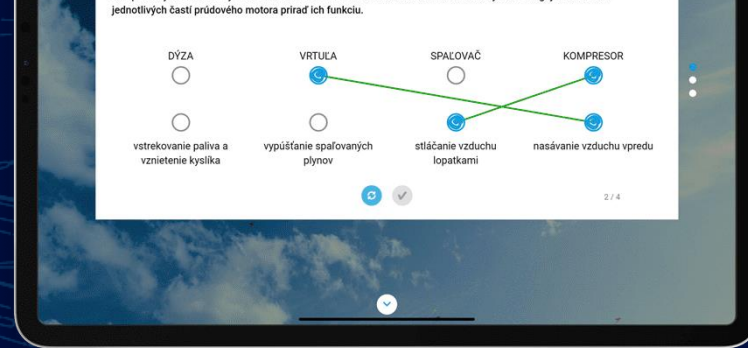 jednotlivých častí prúdového motora priraď ich funkciu.
DÝZA
VRTUĽA
SPAĽOVAČ
KOMPRESOR
vstrekovanie paliva a
vznietenie kyslíka
vypúšťanie spaľovaných
plynov
stláčanie vzduchu
lopatkami
nasávanie vzduchu vpredu
2 / 4